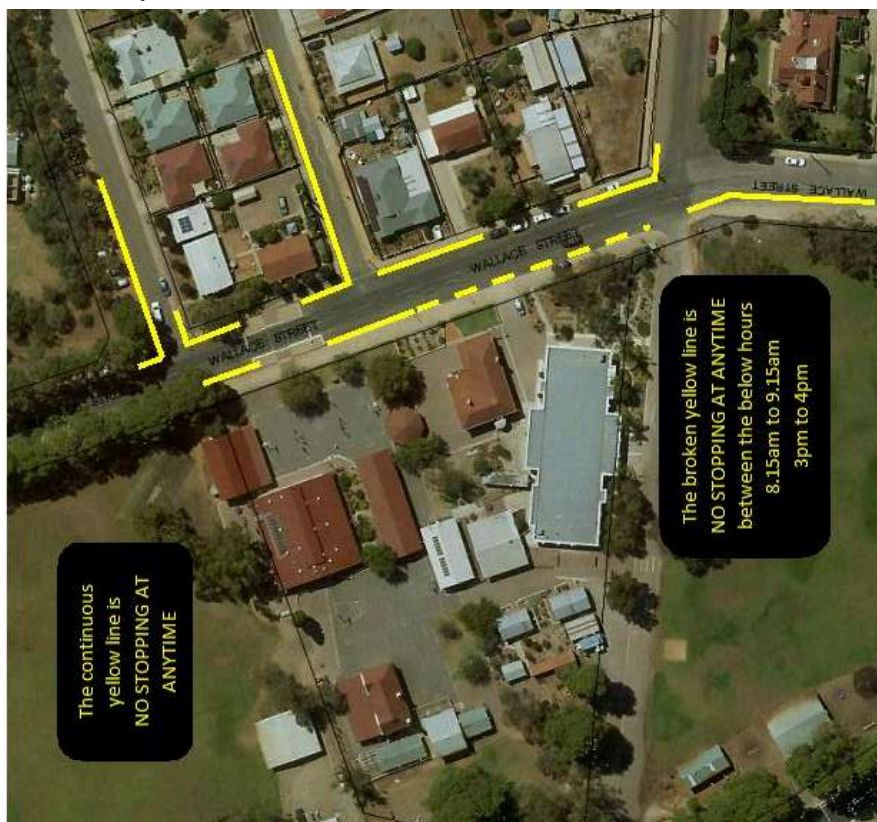 WALLACE STREET
WALLACE STREET
WALLACE STREET
The broken yellow line is
NO STOPPING AT ANYTIME
between the below hours
8.15am to 9.15am
3pm to 4pm
The continuous
yellow line is
NO STOPPING AT
ANYTIME